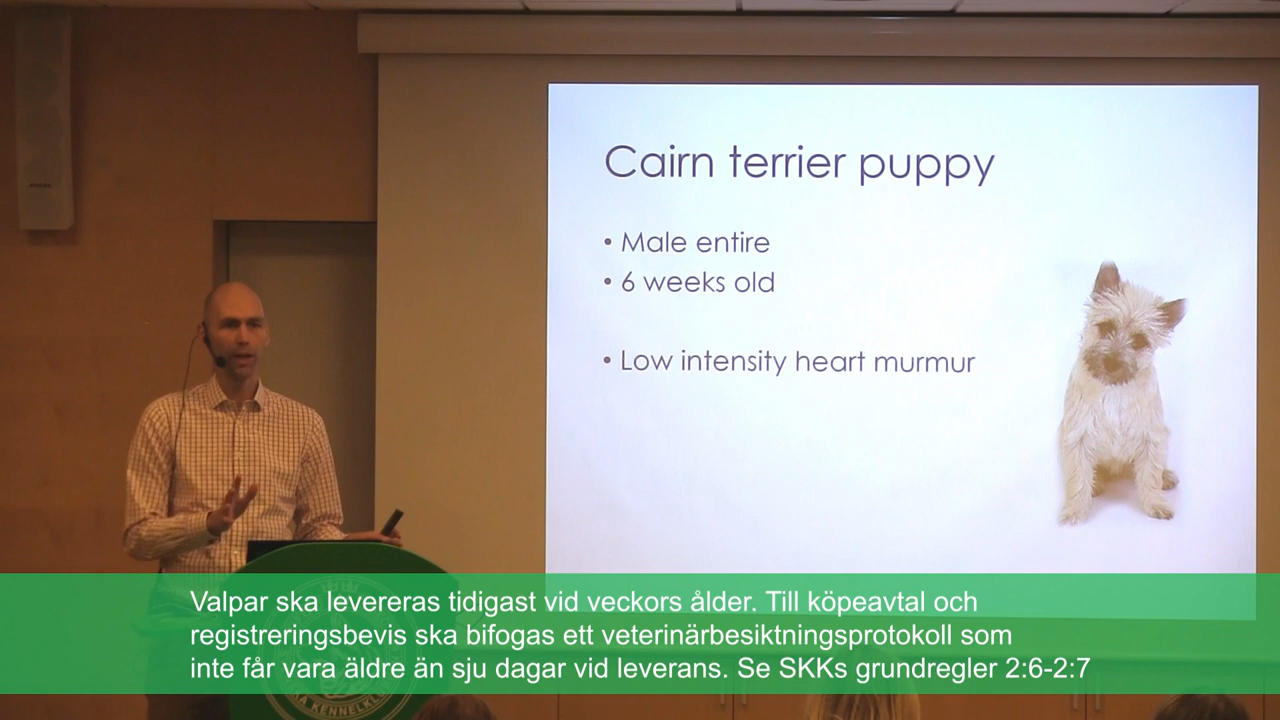 Cairn terrier puppy
• Male entire
• 6 weeks old
• Low intensity heart murmur
Valpar ska levereras tidigast vid veckors ålder. Till köpeavtal och
registreringsbevis ska bifogas ett veterinärbesiktningsprotokoll som
inte får vara äldre än sju dagar vid leverans. Se SKKs grundregler 2:6-2:7